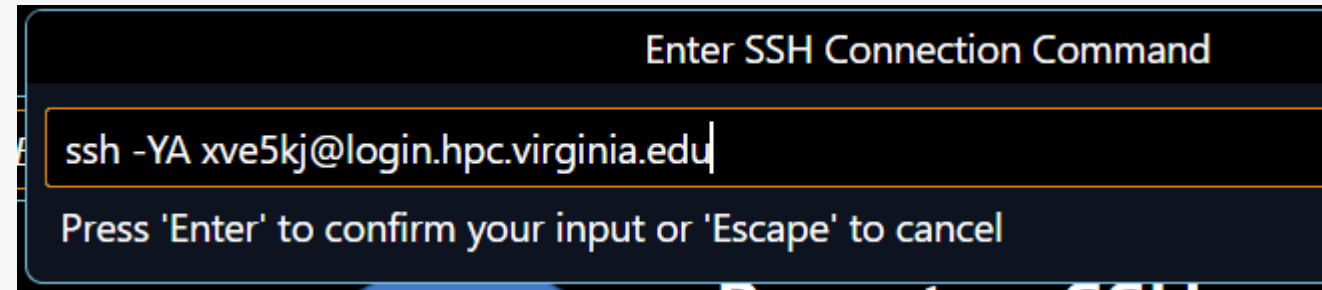 Enter SSH Connection Command
ssh -YA xve5kj@login.hpc.virginia.edu
Press 'Enter' to confirm your input or 'Escape' to cancel